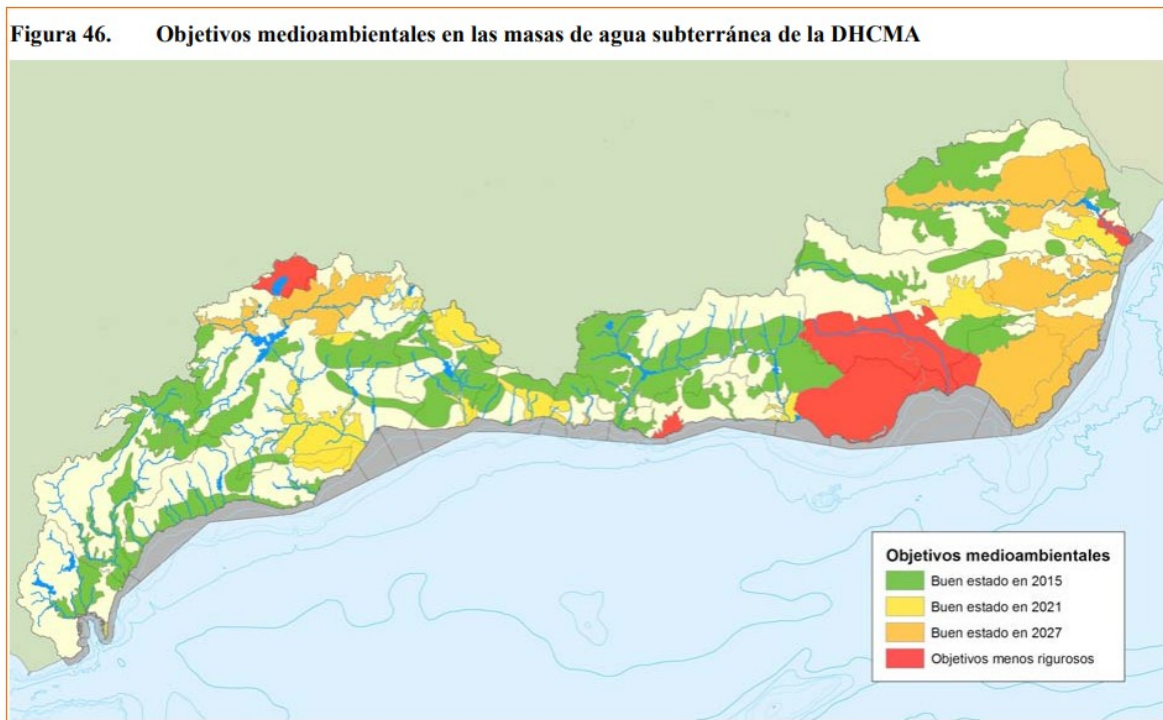 Figura 46. Objetivos medioambientales en las masas de agua subterránea de la DHCMA
Objetivos medioambientales
Buen estado en 2015
Buen estado en 2021
Buen estado en 2027
Objetivos menos rigurosos